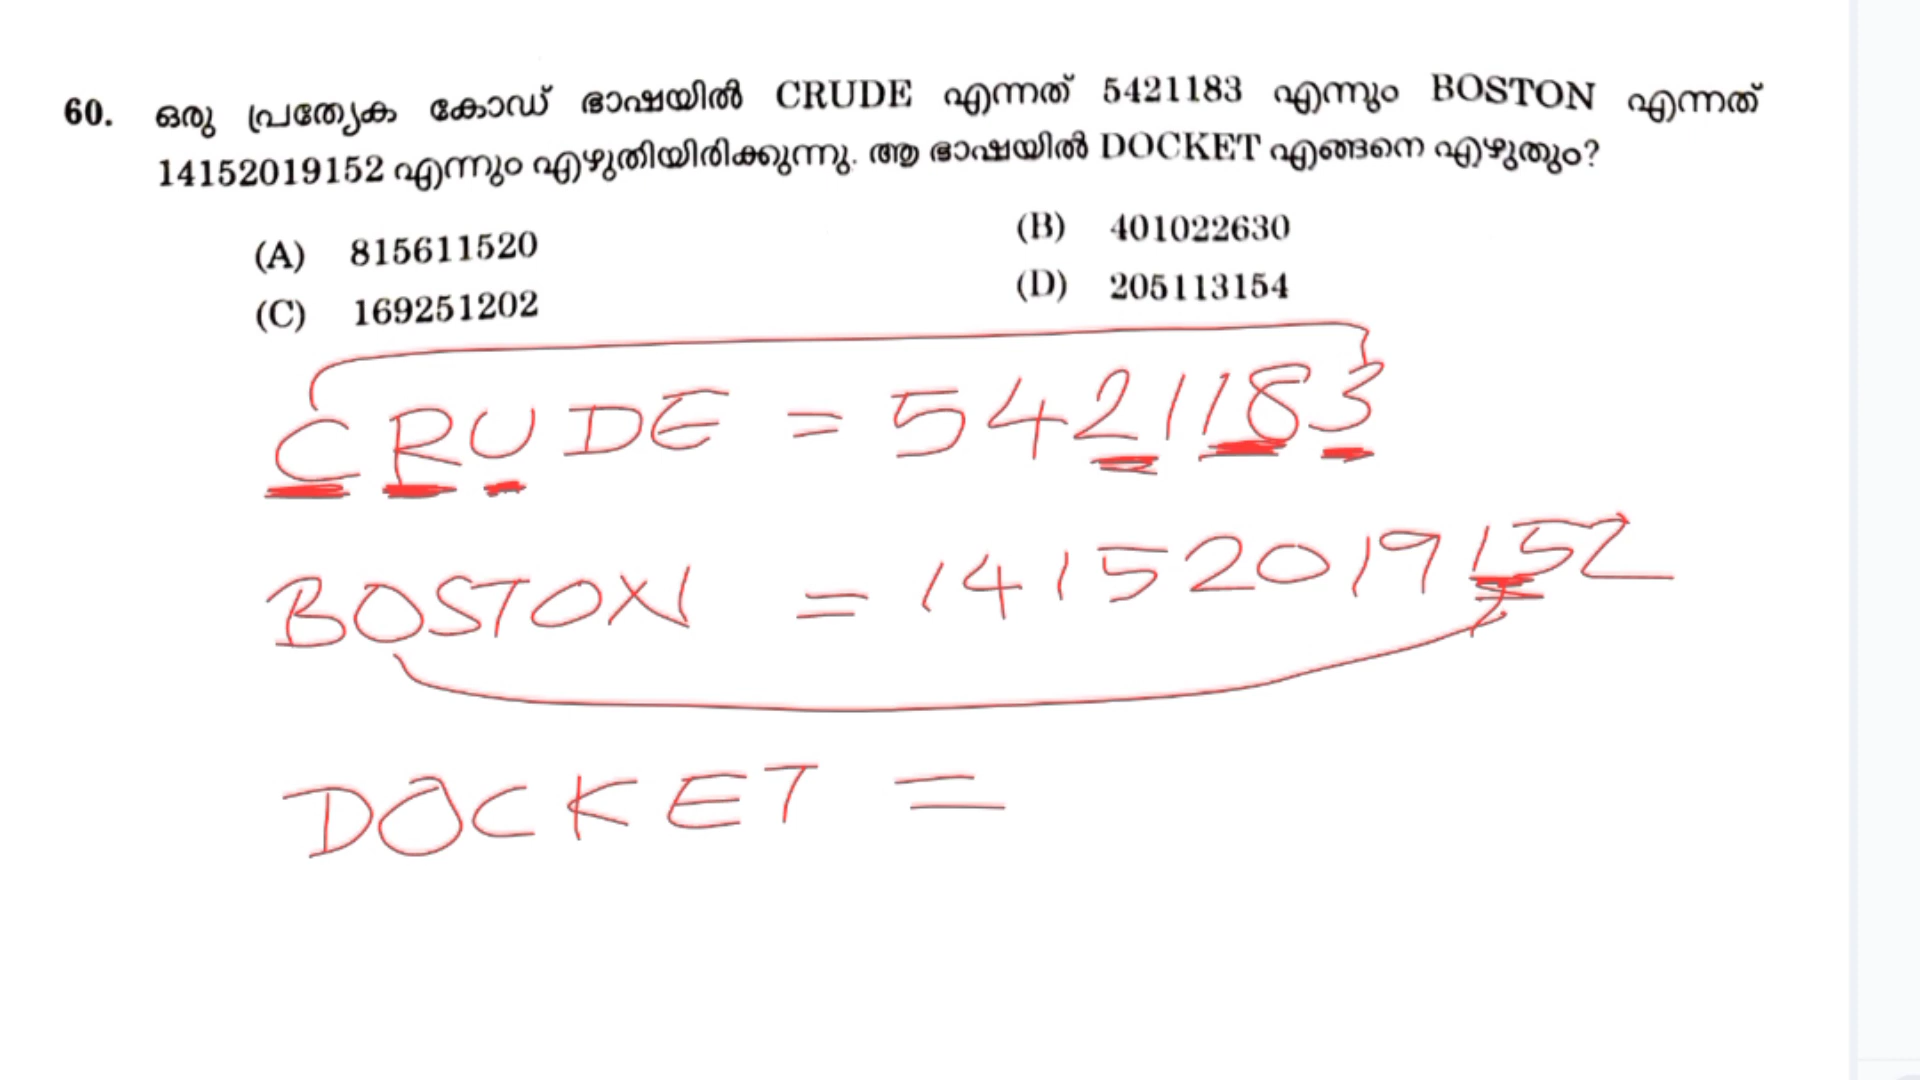 60. ഒരു പ്രത്യേക കോഡ് ഭാഷയിൽ CRUDE എന്നത് 5421183 എന്നും BOSTON എന്നത്
14152019152 എന്നും എഴുതിയിരിക്കുന്നു. ആ ഭാഷയിൽ DOCKET എങ്ങനെ എഴുതും?
(A) 815611520 (B) 401022630
(C) 169251202 (D) 205113154
CRUDE = 5421183
BOSTON = 14152019152
DOCKET =